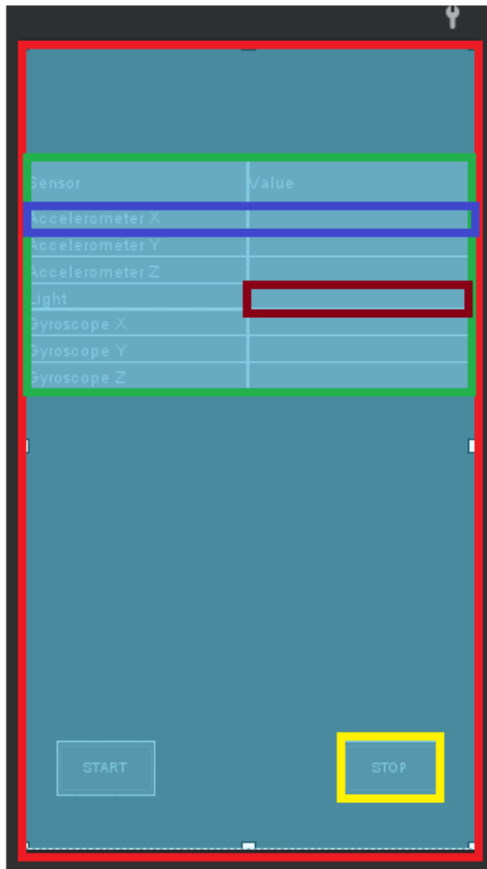 Sensor Value
Accelerometer X
Accelerometer Y
Accelerometer Z
Light
Gyroscope X
Gyroscope Y
Gyroscope Z
START STOP